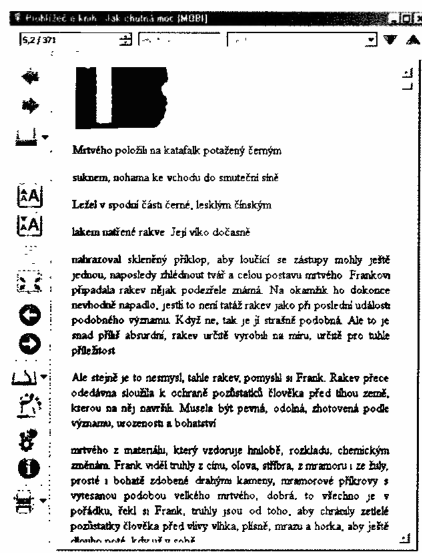 Prohlížeč e-knih - Jak chutná moc [MOBI]
5,2 / 371
Mrtvého položili na katafalk potažený černým
suknem, nohama ke vchodu do smuteční síně
Ležel v spodní části černé, lesklým čínským
lakem natřené rakve Její víko dočasně
nahrazoval skleněný příklop, aby loučící se zástupy mohly ještě
jednou, naposledy zhlédnout tvář a celou postavu mrtvého. Frankovi
připadala rakev nějak podezřele známá. Na okamžik ho dokonce
nevhodně napadlo, jestli to není tatáž rakev jako při poslední události
podobného významu. Když ne, tak je jí strašně podobná. Ale to je
snad příliš absurdní, rakev určitě vyrobili na míru, určitě pro tuhle
příležitost
Ale stejně je to nesmysl, tahle rakev, pomyslil si Frank. Rakev přece
odedávna sloužila k ochraně pozůstatků člověka před tíhou země,
kterou na něj navršili. Musela být pevná, odolná, zhotovená podle
významu, urozenosti a bohatství
mrtvého z materiálu, který vzdoruje hnilobě, rozkladu, chemickým
změnám. Frank viděl truhly z cínu, olova, stříbra, z mramoru i ze žuly,
prosté i bohatě zdobené drahými kameny, mramorové příkrovy s
vytesanou podobou velkého mrtvého, dobrá, to všechno je v
pořádku, řekl si Frank, truhly jsou od toho, aby chránily zetlelé
pozůstatky člověka před vlivy vlhka, plísně, mrazu a horka, aby ještě
dlouho poté, kdy už v sobě